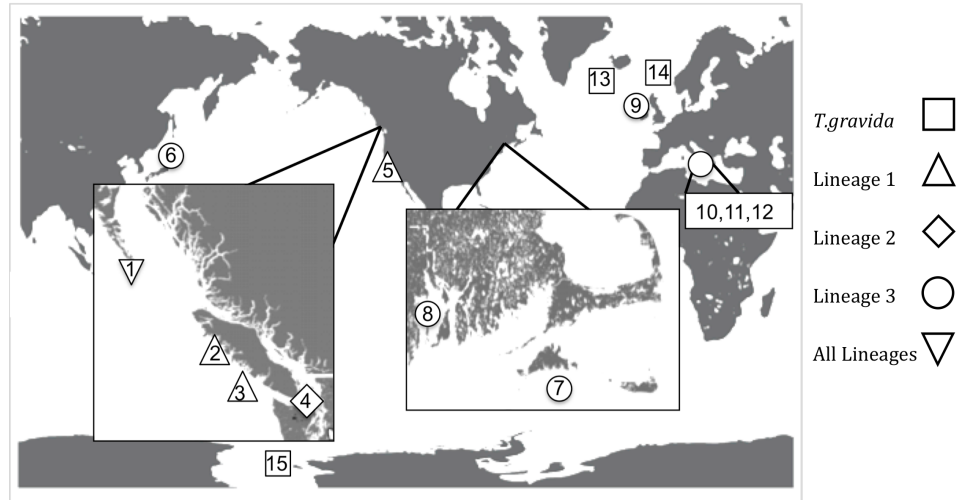 13
14
9
6
5
10,11,12
1
8
2
3
4
7
15
T.gravida
Lineage 1
Lineage 2
Lineage 3
All Lineages